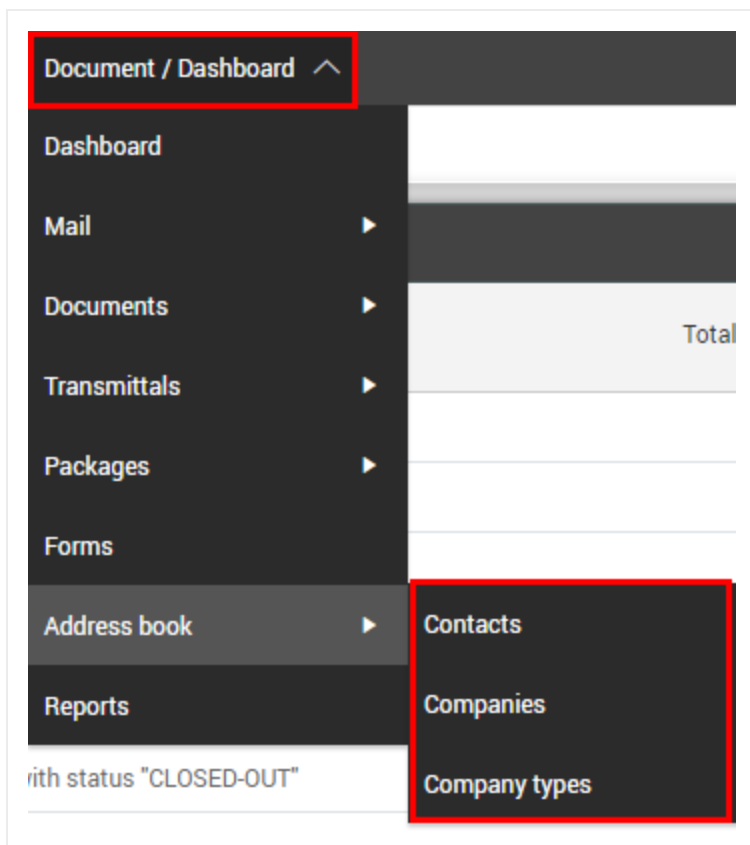 Document / Dashboard
Dashboard
Mail
Documents
Total
Transmittals
Packages
Forms
Address book
Contacts
Reports
Companies
with status "CLOSED-OUT"
Company types